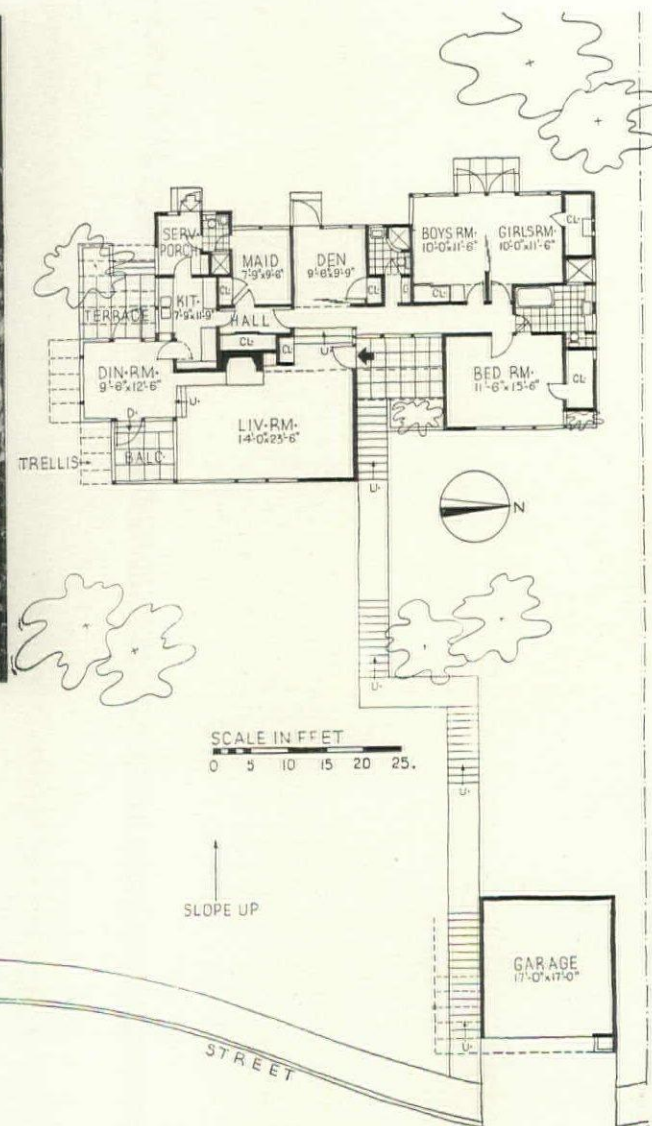 SERV.
PORCH
MAID
7'-9"x9'-6"
DEN
9'-6"x9'-9"
BOYS RM.
10'-0"x11'-6"
GIRLS RM.
10'-0"x11'-6"
CL.
KIT.
7'-9"x11'-9"
CL.
CL.
C
CL.
TERRACE
HALL
CL.
CL.
U.
DIN. RM.
9'-6"x12'-6"
BED RM.
11'-6"x15'-6"
CL.
U.
D.
LIV. RM.
14'-0"x23'-6"
TRELLIS
BALC.
U.
N
U.
SCALE IN FEET
0 5 10 15 20 25.
U.
SLOPE UP
GARAGE
17'-0"x17'-0"
U.
STREET